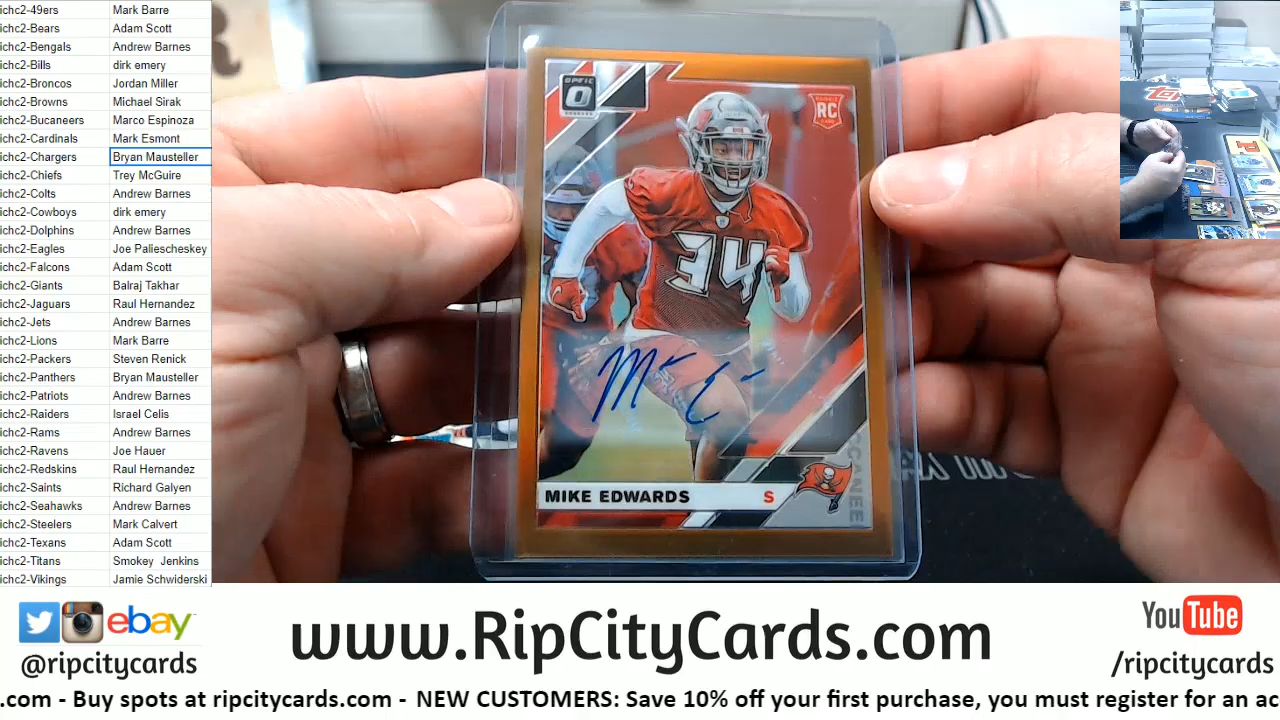 ichc2-49ers Mark Barre
ichc2-Bears Adam Scott
ichc2-Bengals Andrew Barnes
ichc2-Bills dirk emery
ichc2-Broncos Jordan Miller
ichc2-Browns Michael Sirak
ichc2-Bucaneers Marco Espinoza
ichc2-Cardinals Mark Esmont
ichc2-Chargers Bryan Mausteller
ichc2-Chiefs Trey McGuire
ichc2-Colts Andrew Barnes
ichc2-Cowboys dirk emery
ichc2-Dolphins Andrew Barnes
ichc2-Eagles Joe Paliescheskey
ichc2-Falcons Adam Scott
ichc2-Giants Balraj Takhar
ichc2-Jaguars Raul Hernandez
ichc2-Jets Andrew Barnes
ichc2-Lions Mark Barre
ichc2-Packers Steven Renick
ichc2-Panthers Bryan Mausteller
ichc2-Patriots Andrew Barnes
ichc2-Raiders Israel Celis
ichc2-Rams Andrew Barnes
ichc2-Ravens Joe Hauer
ichc2-Redskins Raul Hernandez
ichc2-Saints Richard Galyen
ichc2-Seahawks Andrew Barnes
ichc2-Steelers Mark Calvert
ichc2-Texans Adam Scott
ichc2-Titans Smokey Jenkins
ichc2-Vikings Jamie Schwiderski
OPTIC
O
RC
34
MIKE EDWARDS S
ebay
@ripcitycards
www.RipCityCards.com
YouTube
/ripcitycards
.com - Buy spots at ripcitycards.com - NEW CUSTOMERS: Save 10% off your first purchase, you must register for an ac